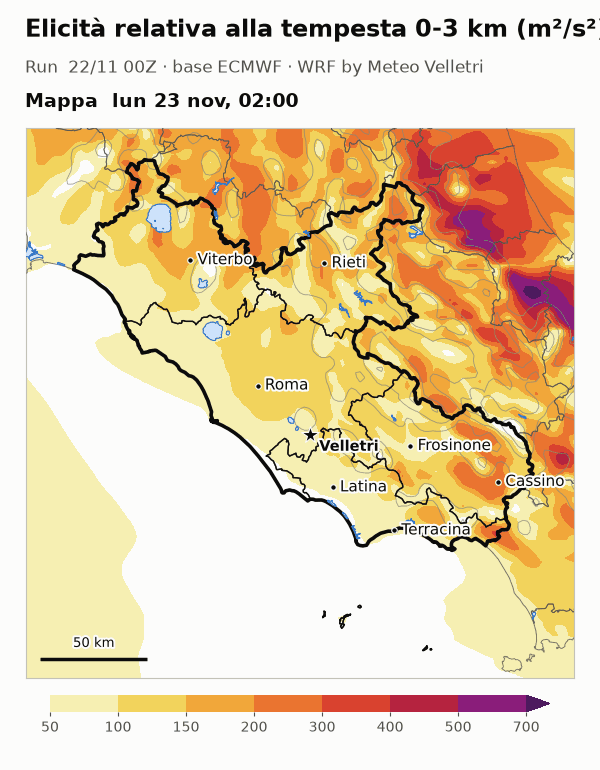 Elicità relativa alla tempesta 0-3 km (m²/s²)
Run 22/11 00Z · base ECMWF · WRF by Meteo Velletri
Mappa lun 23 nov, 02:00
Viterbo
Rieti
Roma
Velletri
Frosinone
Cassino
Latina
Terracina
50 km
50 100 150 200 300 400 500 700